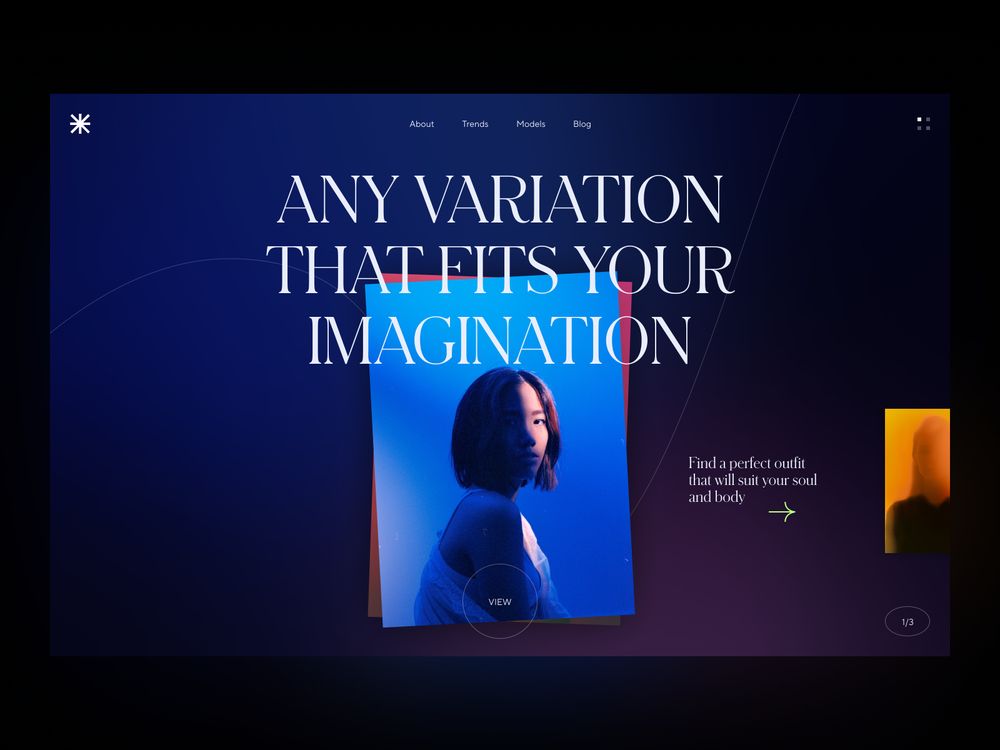 About Trends Models Blog
ANY VARIATION
THAT FITS YOUR
IMAGINATION
Find a perfect outfit
that will suit your soul
and body
VIEW
1/3